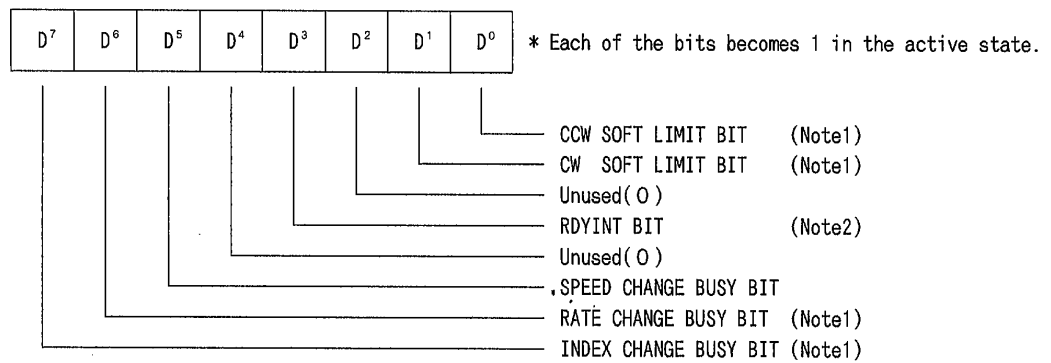 D⁷ D⁶ D⁵ D⁴ D³ D² D¹ D⁰ * Each of the bits becomes 1 in the active state.
CCW SOFT LIMIT BIT (Note1)
CW SOFT LIMIT BIT (Note1)
Unused(0)
RDYINT BIT (Note2)
Unused(0)
SPEED CHANGE BUSY BIT
RATE CHANGE BUSY BIT (Note1)
INDEX CHANGE BUSY BIT (Note1)